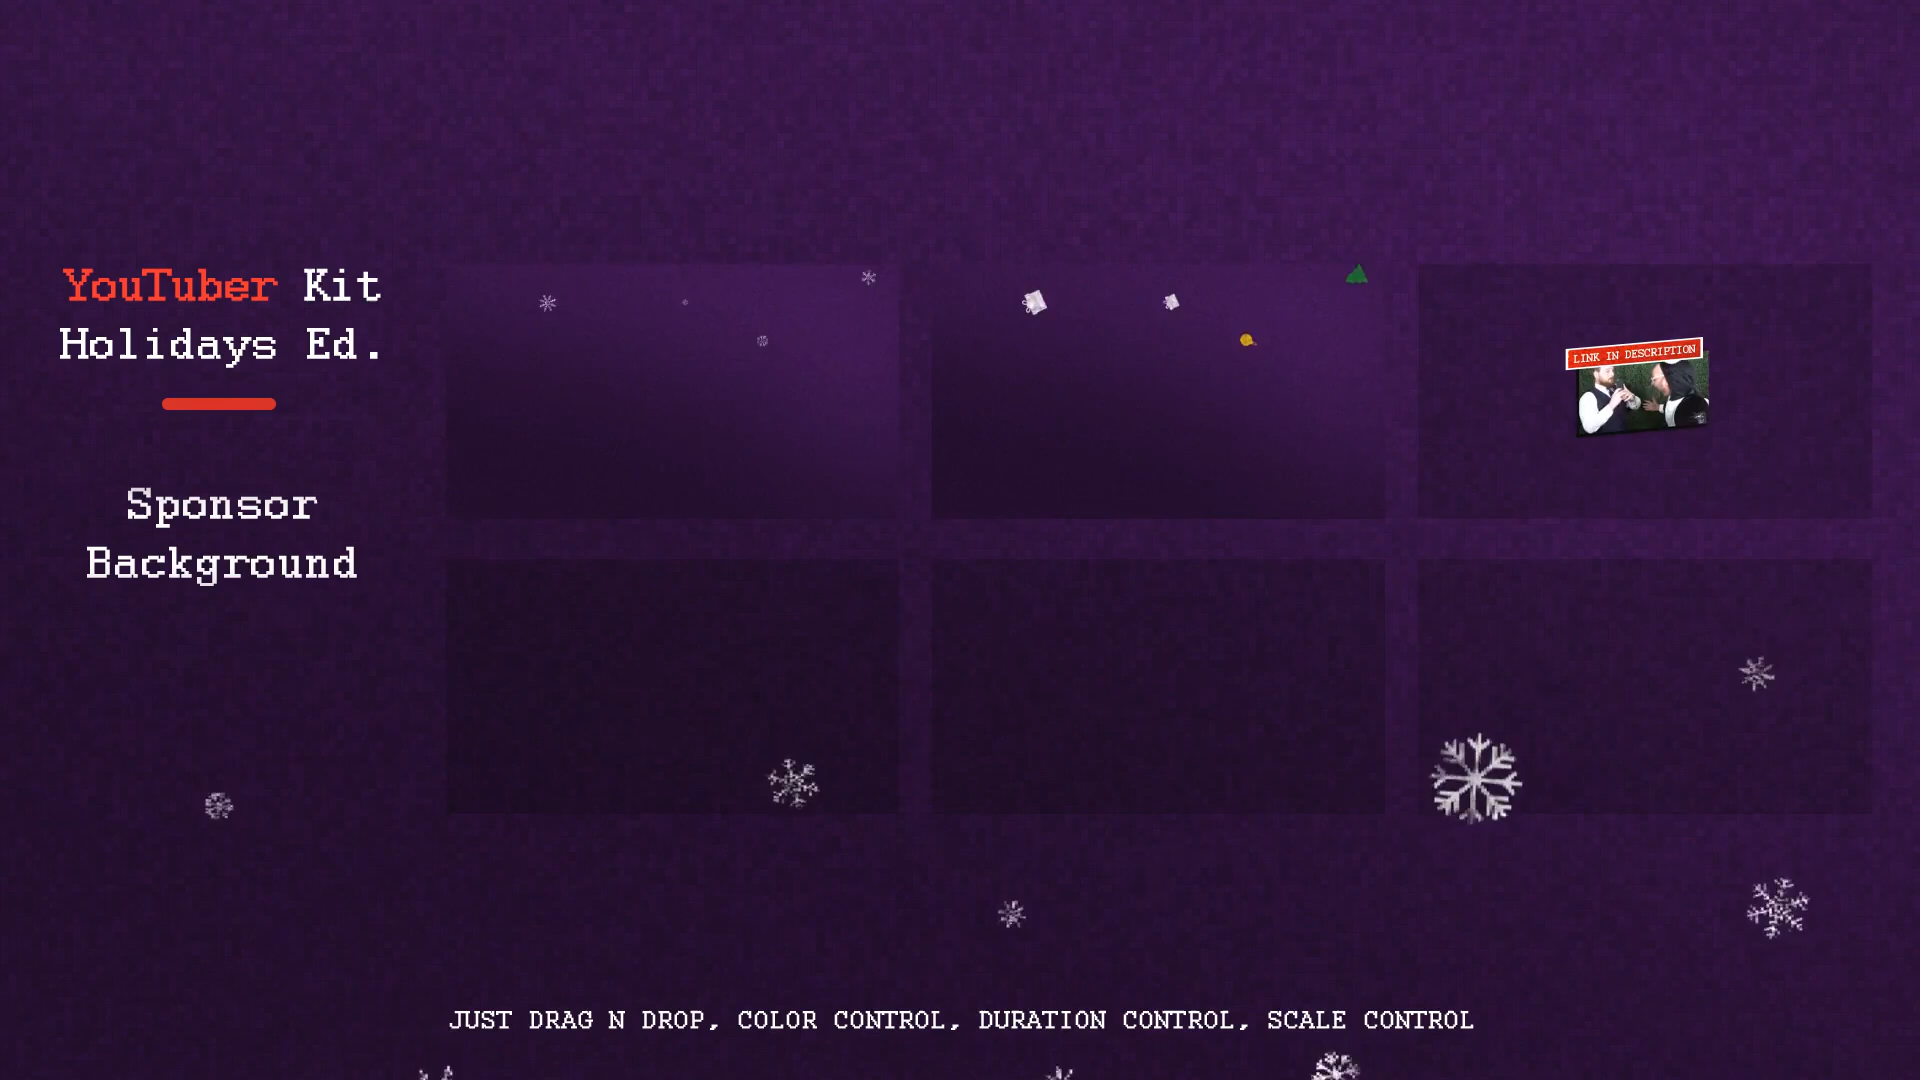 YouTuber Kit
Holidays Ed.
Sponsor
Background
LINK IN DESCRIPTION
JUST DRAG N DROP, COLOR CONTROL, DURATION CONTROL, SCALE CONTROL